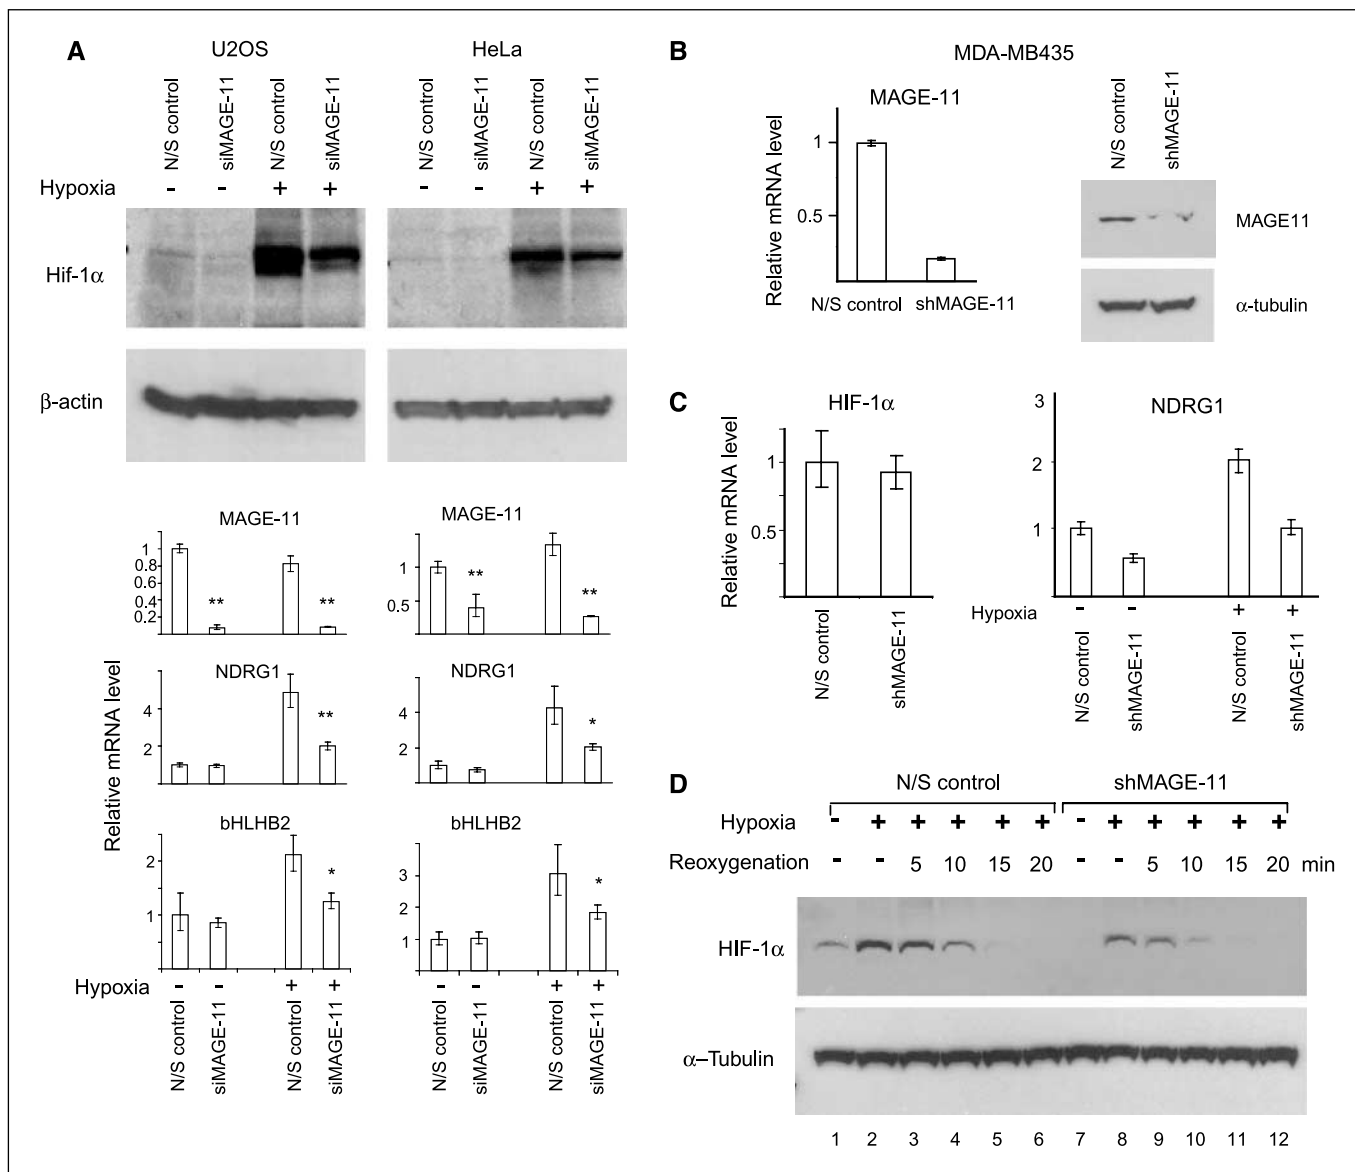 A
U2OS
HeLa
N/S control
siMAGE-11
N/S control
siMAGE-11
N/S control
siMAGE-11
N/S control
siMAGE-11
Hypoxia - - + + - - + +
Hif-1α
β-actin
MAGE-11
1
0.8
0.6
0.4
0.2
** **
MAGE-11
1
0.5
** **
Relative mRNA level
NDRG1
4
2
**
NDRG1
4
2
*
bHLHB2
2
1
*
bHLHB2
4
3
2
1
*
Hypoxia - - + + - - + +
N/S control
siMAGE-11
N/S control
siMAGE-11
N/S control
siMAGE-11
N/S control
siMAGE-11
B
MDA-MB435
MAGE-11
Relative mRNA level
1
0.5
N/S control shMAGE-11
N/S control
shMAGE-11
MAGE11
α-tubulin
C
HIF-1α
Relative mRNA level
1
0.5
N/S control
shMAGE-11
NDRG1
3
2
1
Hypoxia - - + +
N/S control
shMAGE-11
N/S control
shMAGE-11
D
N/S control shMAGE-11
Hypoxia - + + + + + - + + + + +
Reoxygenation - - 5 10 15 20 - - 5 10 15 20 min
HIF-1α
α–Tubulin
1 2 3 4 5 6 7 8 9 10 11 12